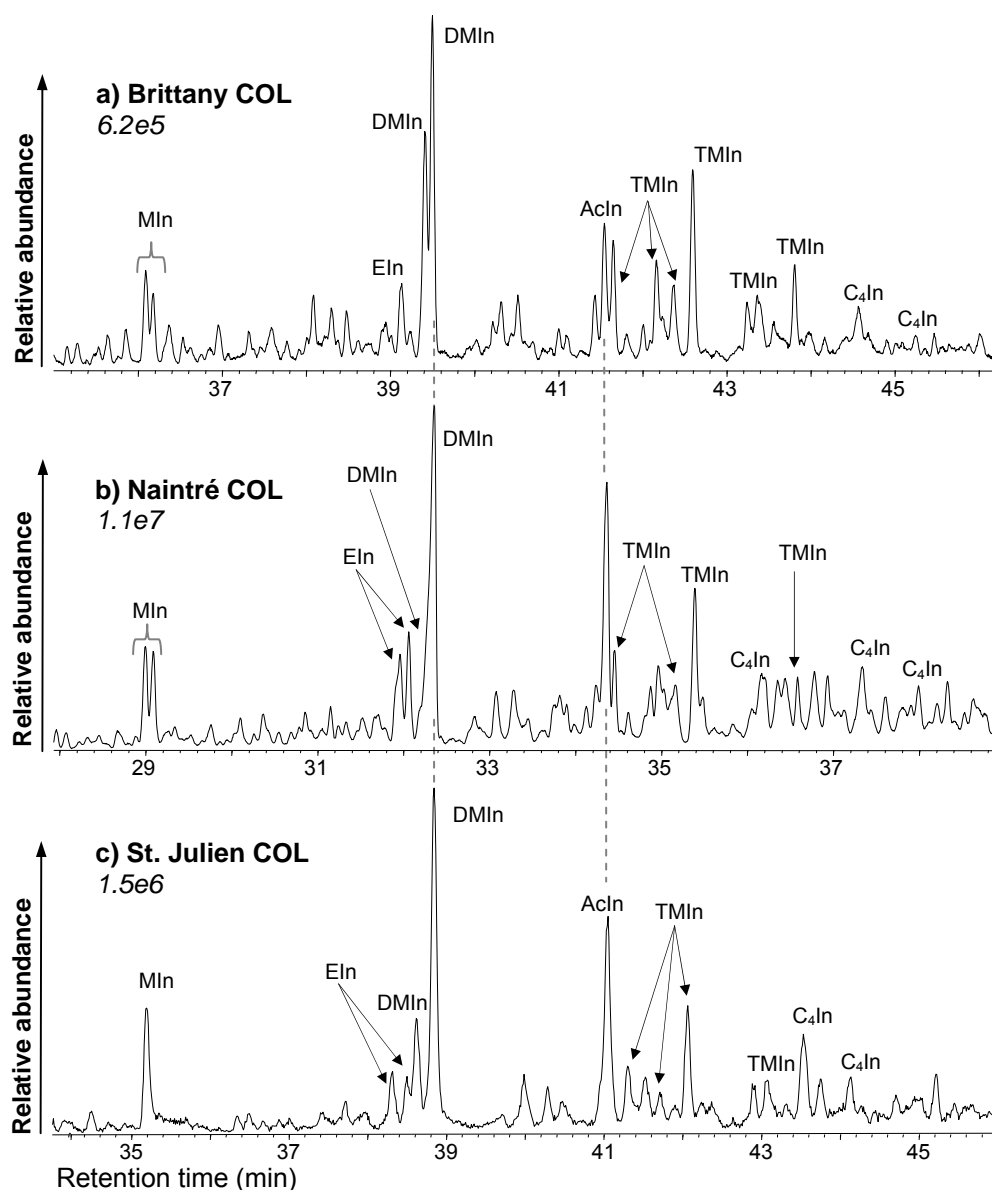 DMIn
a) Brittany COL
6.2e5
DMIn
TMIn
TMIn
AcIn
MIn
EIn
TMIn
TMIn
C₄In
C₄In
Relative abundance
37
39
41
43
45
DMIn
b) Naintré COL
1.1e7
DMIn
EIn
TMIn
TMIn
TMIn
MIn
C₄In
C₄In
C₄In
Relative abundance
29
31
33
35
37
DMIn
c) St. Julien COL
1.5e6
AcIn
TMIn
MIn
EIn
DMIn
C₄In
TMIn
C₄In
Relative abundance
35
37
39
41
43
45
Retention time (min)